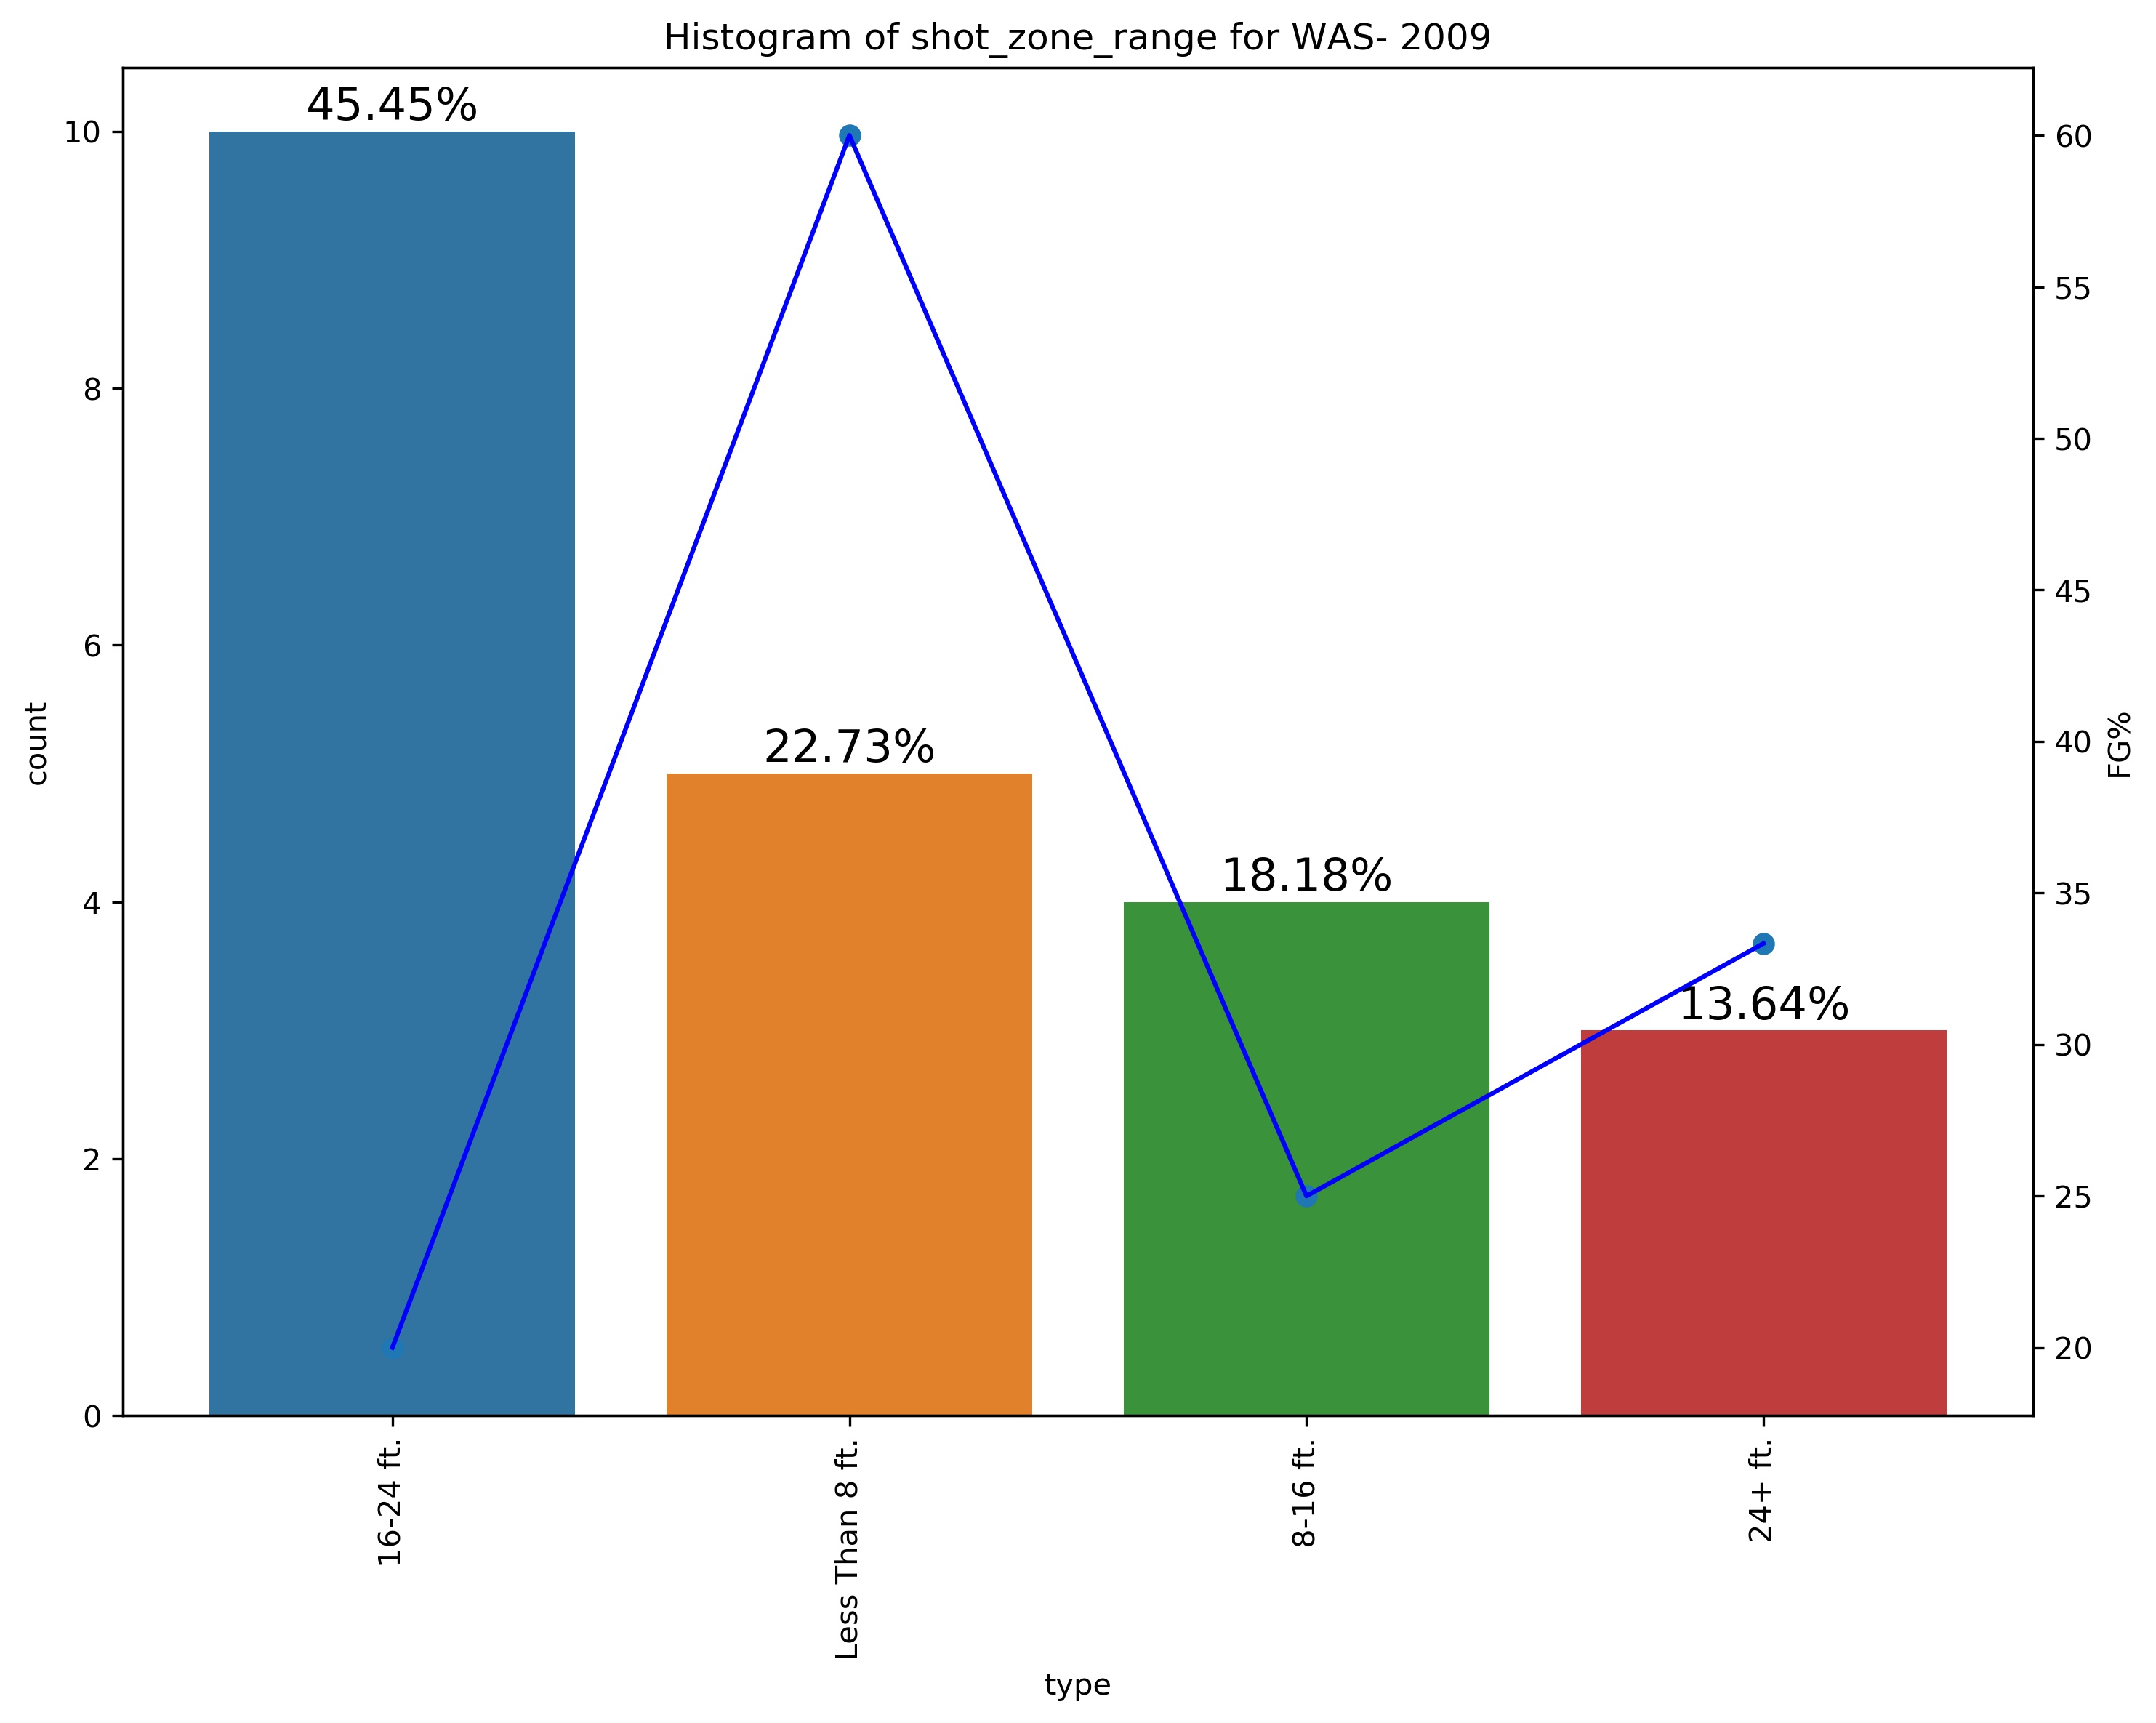 Histogram of shot_zone_range for WAS- 2009
45.45%
22.73%
18.18%
13.64%
10
8
6
4
2
0
count
60
55
50
45
40
35
30
25
20
FG%
16-24 ft.
Less Than 8 ft.
8-16 ft.
24+ ft.
type